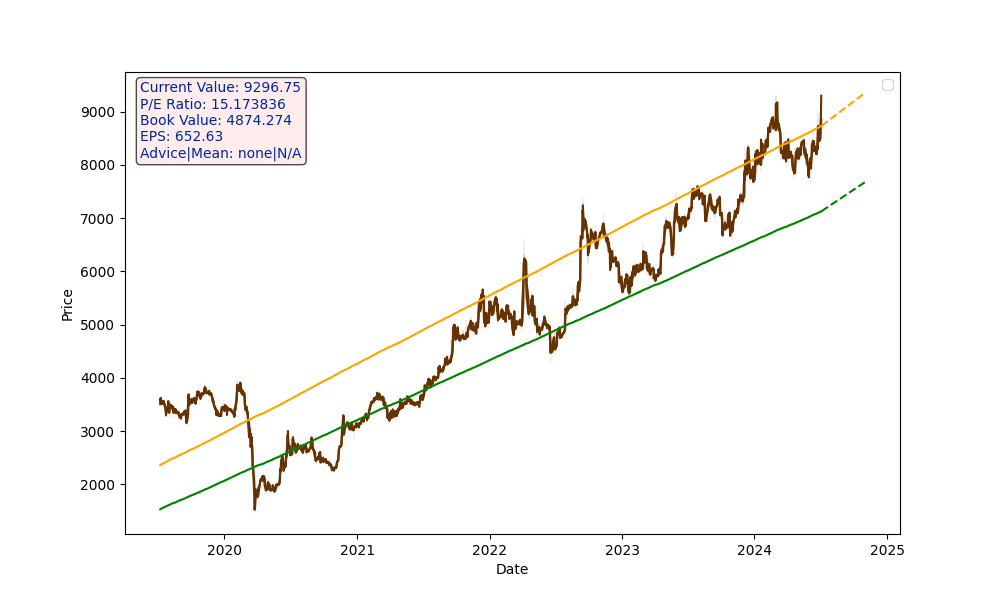 Current Value: 9296.75
P/E Ratio: 15.173836
Book Value: 4874.274
EPS: 652.63
Advice|Mean: none|N/A
9000
8000
7000
6000
5000
4000
3000
2000
Price
2020
2021
2022
2023
2024
2025
Date